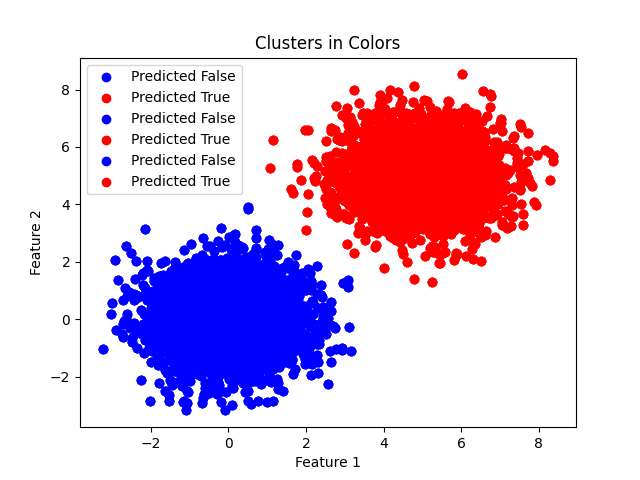 Clusters in Colors
Predicted False
Predicted True
Predicted False
Predicted True
Predicted False
Predicted True
8
6
4
2
0
−2
Feature 2
−2 0 2 4 6 8
Feature 1